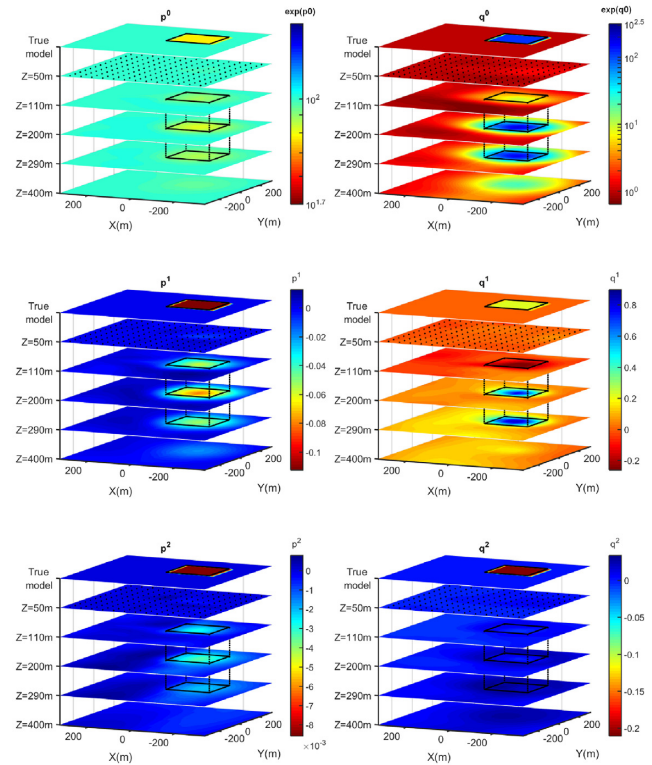 p⁰
exp(p0)
True
model
Z=50m
Z=110m
Z=200m
Z=290m
Z=400m
10²
10^1.7
200
0
-200
X(m)
-200
0
200
Y(m)
q⁰
exp(q0)
True
model
Z=50m
Z=110m
Z=200m
Z=290m
Z=400m
10^2.5
10²
10¹
10⁰
200
0
-200
X(m)
-200
0
200
Y(m)
p¹
p¹
True
model
Z=50m
Z=110m
Z=200m
Z=290m
Z=400m
0
-0.02
-0.04
-0.06
-0.08
-0.1
200
0
-200
X(m)
-200
0
200
Y(m)
q¹
q¹
True
model
Z=50m
Z=110m
Z=200m
Z=290m
Z=400m
0.8
0.6
0.4
0.2
0
-0.2
200
0
-200
X(m)
-200
0
200
Y(m)
p²
p²
True
model
Z=50m
Z=110m
Z=200m
Z=290m
Z=400m
0
-1
-2
-3
-4
-5
-6
-7
-8
×10⁻³
200
0
-200
X(m)
-200
0
200
Y(m)
q²
q²
True
model
Z=50m
Z=110m
Z=200m
Z=290m
Z=400m
0
-0.05
-0.1
-0.15
-0.2
200
0
-200
X(m)
-200
0
200
Y(m)